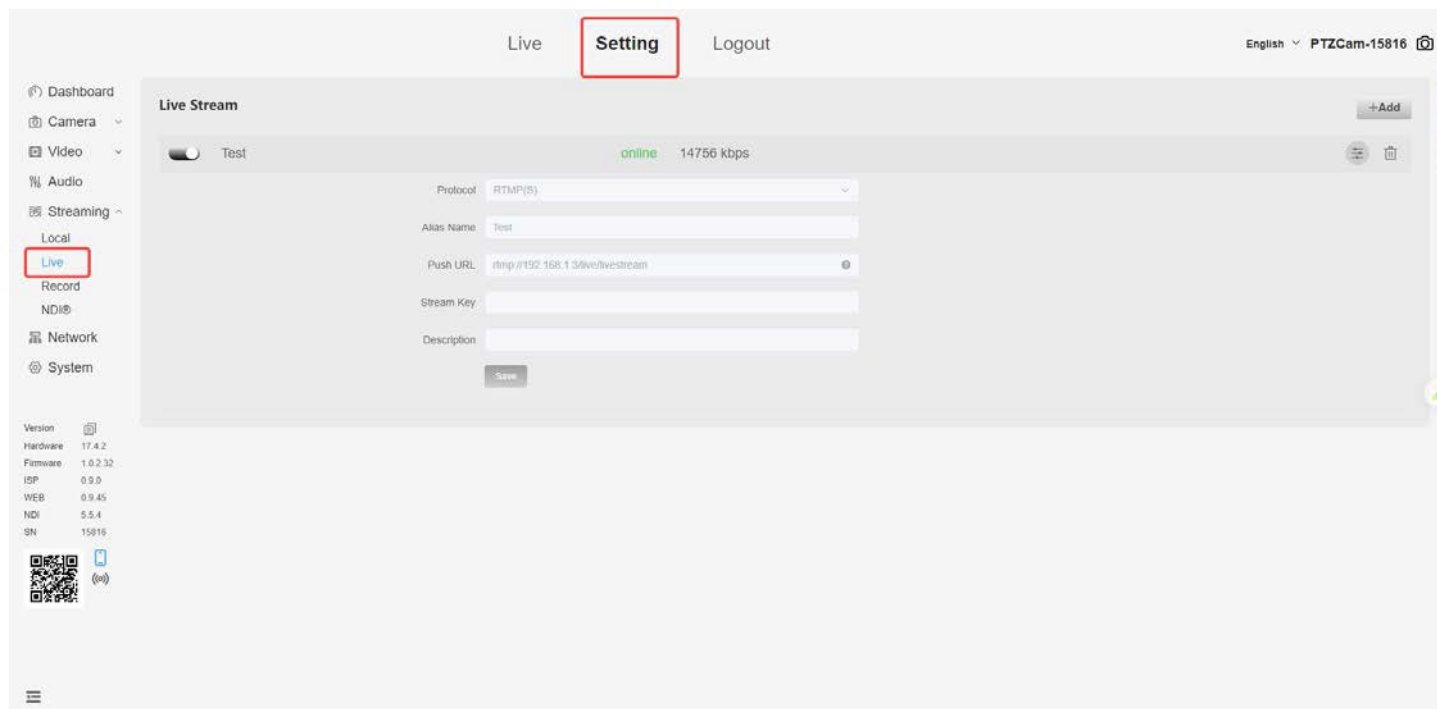 Live Setting Logout English PTZCam-15816
Dashboard
Camera
Video
Audio
Streaming
Local
Live
Record
NDI®
Network
System
Version
Hardware 17.4.2
Firmware 1.0.2.32
ISP 0.9.0
WEB 0.9.45
NDI 5.5.4
SN 15816
Live Stream +Add
Test online 14756 kbps
Protocol RTMP(S)
Alias Name Test
Push URL rtmp://192.168.1.3/live/livestream
Stream Key
Description
Save